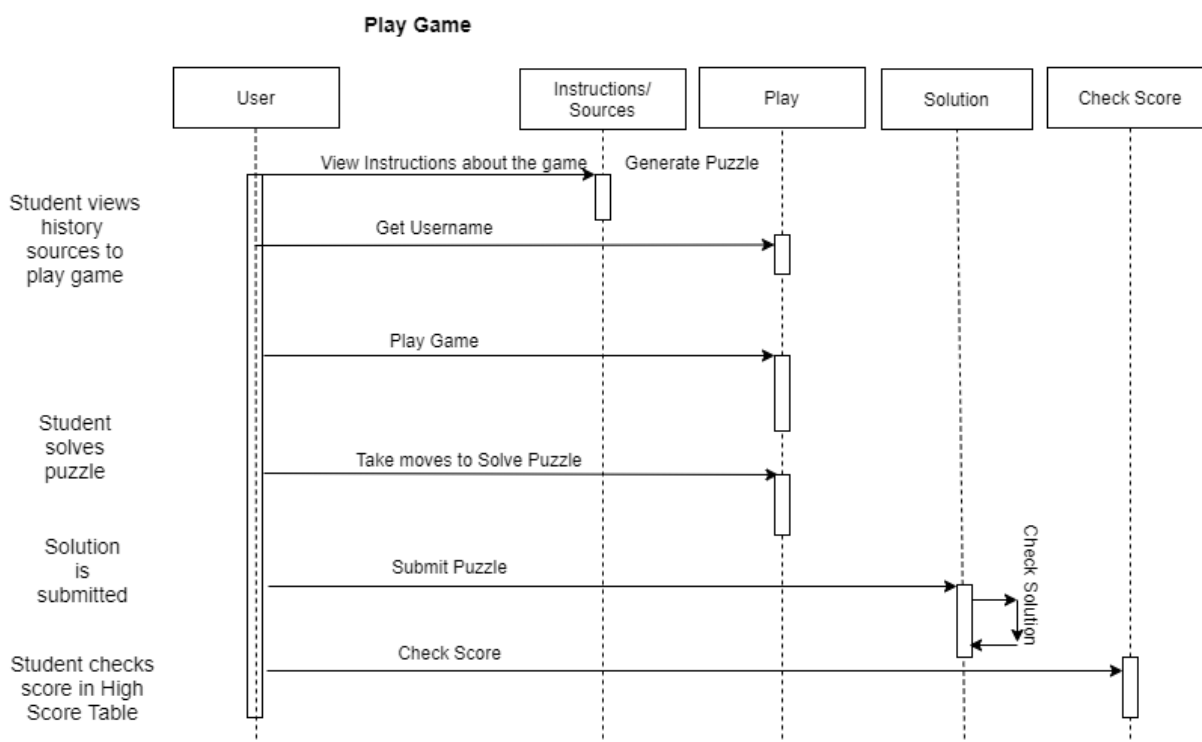 Play Game
User
Instructions/
Sources
Play
Solution
Check Score
View Instructions about the game
Generate Puzzle
Student views
history
sources to
play game
Get Username
Play Game
Student
solves
puzzle
Take moves to Solve Puzzle
Solution
is
submitted
Submit Puzzle
Check Solution
Student checks
score in High
Score Table
Check Score